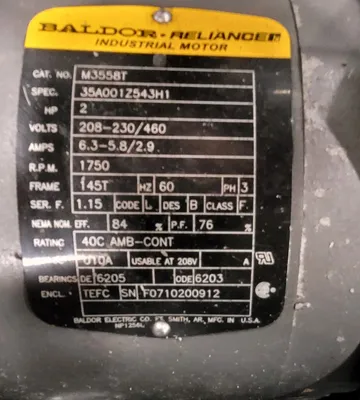 BALDOR·RELIANCER
INDUSTRIAL MOTOR
CAT. NO. M3558T
SPEC. 35A001Z543H1
HP 2
VOLTS 208-230/460
AMPS 6.3-5.8/2.9
R.P.M. 1750
FRAME 145T HZ 60 PH 3
SER. F. 1.15 CODE L DES B CLASS F
NEMA NOM. EFF. 84 % P.F. 76 %
RATING 40C AMB-CONT
USABLE AT 208V A
BEARINGS DE 6205 ODE 6203
ENCL. TEFC SN F0710200912
BALDOR ELECTRIC CO. FT. SMITH, AR. MFG. IN U.S.A.
NP1256L